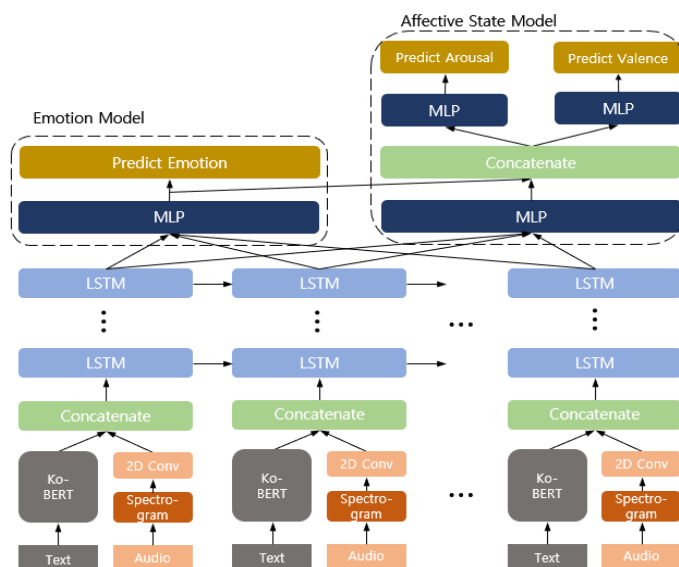 Affective State Model
Predict Arousal
Predict Valence
MLP
MLP
Emotion Model
Predict Emotion
Concatenate
MLP
MLP
LSTM
LSTM
LSTM
LSTM
LSTM
LSTM
Concatenate
Concatenate
Concatenate
Ko-
BERT
2D Conv
Spectro-
gram
Ko-
BERT
2D Conv
Spectro-
gram
Ko-
BERT
2D Conv
Spectro-
gram
Text
Audio
Text
Audio
Text
Audio